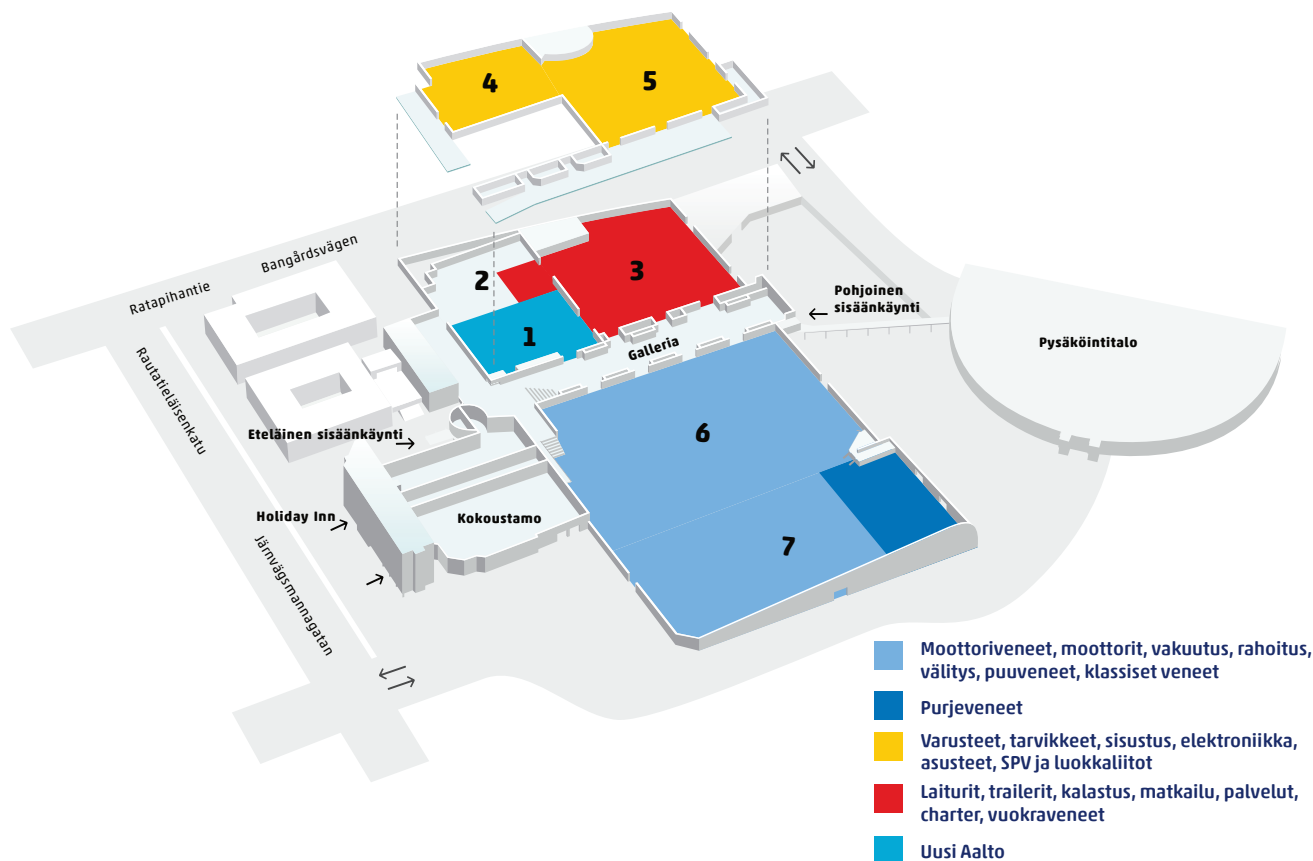 4
5
Bangårdsvägen
Ratapihantie
2
3
1
Galleria
Pohjoinen
sisäänkäynti
Pysäköintitalo
Rautatieläisenkatu
Eteläinen sisäänkäynti
6
Holiday Inn
Kokoustamo
7
Järnvägsmannagatan
Moottoriveneet, moottorit, vakuutus, rahoitus,
välitys, puuveneet, klassiset veneet
Purjeveneet
Varusteet, tarvikkeet, sisustus, elektroniikka,
asusteet, SPV ja luokkaliitot
Laiturit, trailerit, kalastus, matkailu, palvelut,
charter, vuokraveneet
Uusi Aalto